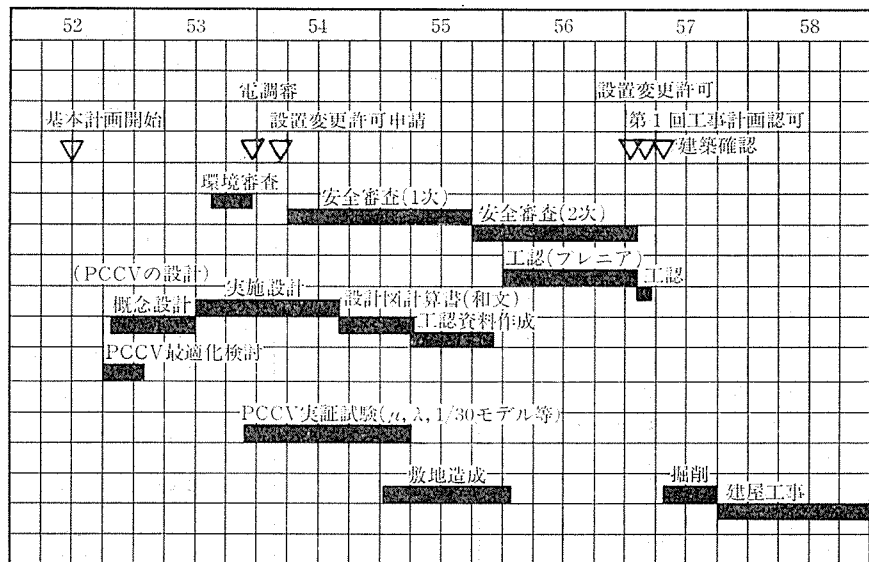 52 53 54 55 56 57 58
電調審 設置変更許可
基本計画開始 設置変更許可申請 第1回工事計画認可
建築確認
環境審査
安全審査(1次)
安全審査(2次)
工認(プレニア)
工認
(PCCVの設計)
実施設計
概念設計
設計図計算書(和文)
工認資料作成
PCCV最適化検討
PCCV実証試験(μ, λ, 1/30モデル等)
敷地造成 掘削
建屋工事